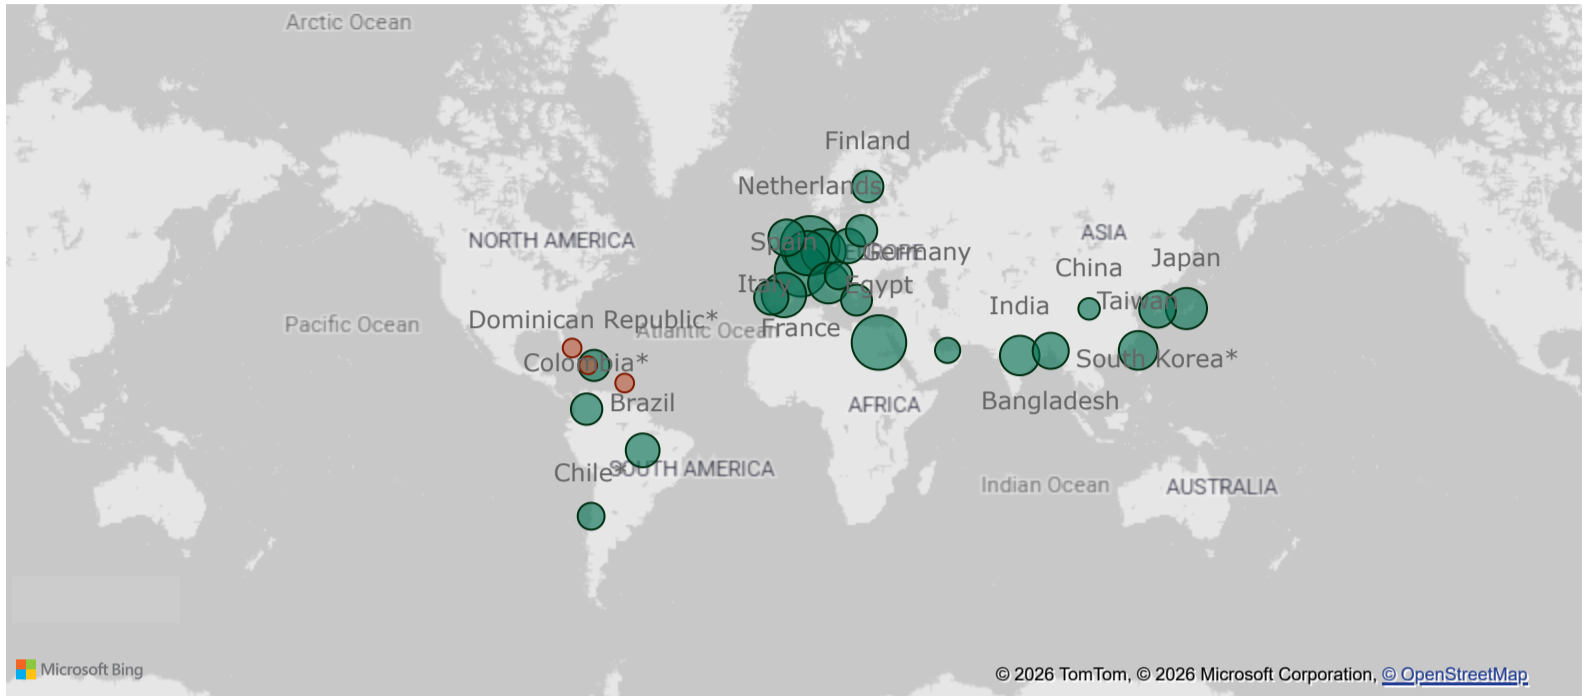 Arctic Ocean
Finland
Netherlands
NORTH AMERICA
Spain
EUROPE
Germany
ASIA
China
Japan
Italy
Egypt
India
Taiwan
Pacific Ocean
Dominican Republic*
Atlantic Ocean
France
Colombia*
South Korea*
Brazil
AFRICA
Bangladesh
Chile*
SOUTH AMERICA
Indian Ocean
AUSTRALIA
Microsoft Bing
© 2026 TomTom, © 2026 Microsoft Corporation, © OpenStreetMap